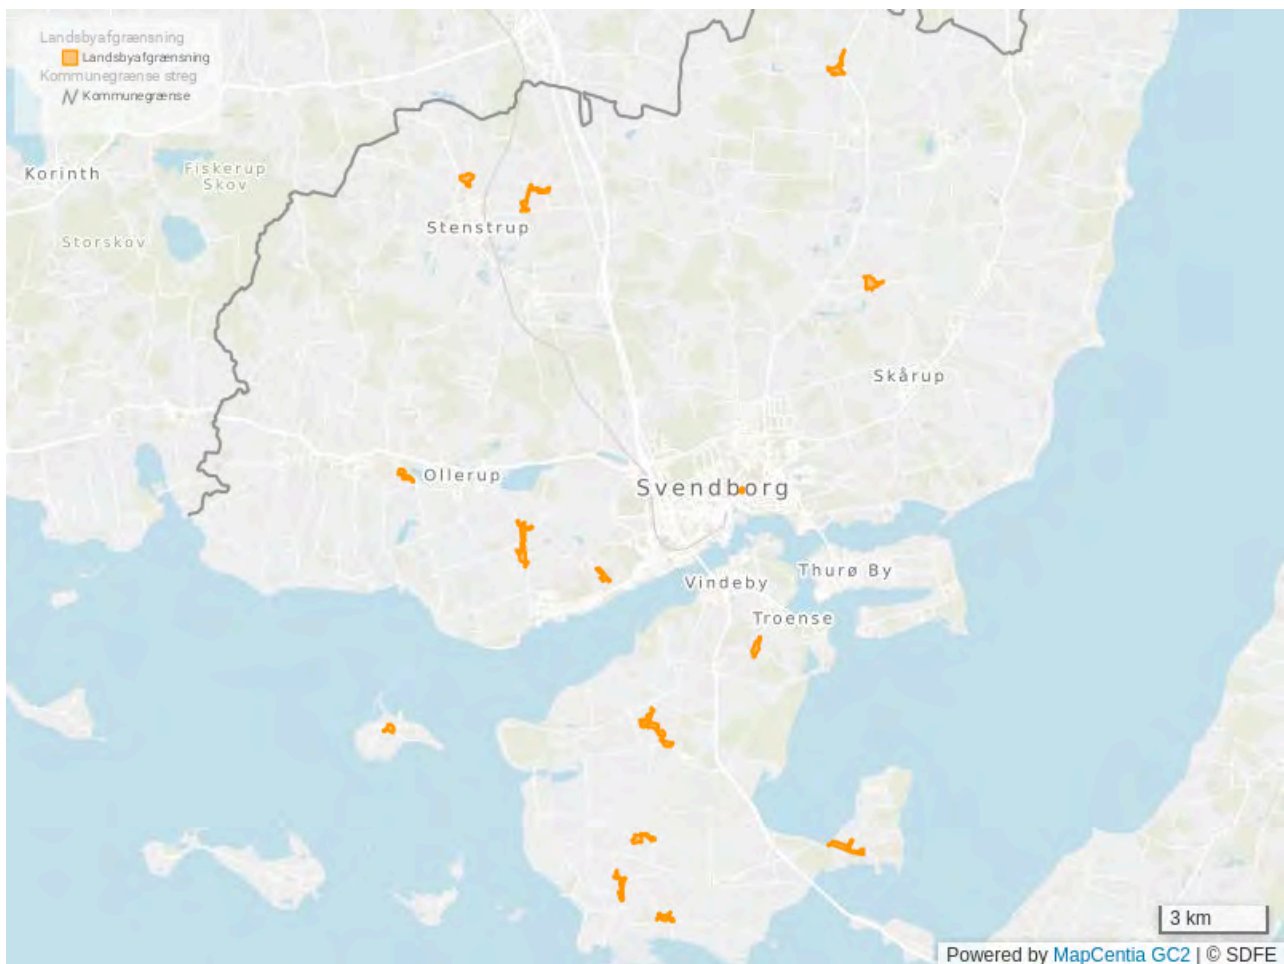 Landsbyafgrænsning
Landsbyafgrænsning
Kommunegrænse streg
Kommunegrænse
Korinth
Fiskerup
Skov
Storskov
Stenstrup
Skårup
Ollerup
Svendborg
Vindeby
Thurø By
Troense
3 km
Powered by MapCentia GC2 | © SDFE